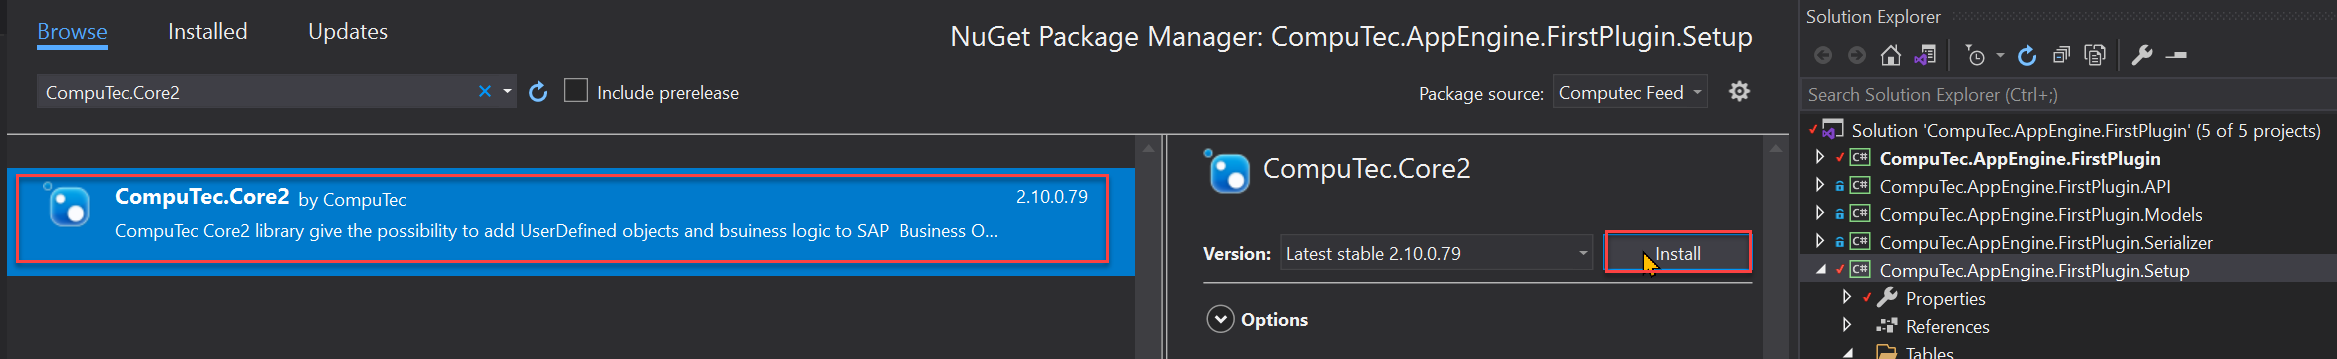 Browse Installed Updates
NuGet Package Manager: CompuTec.AppEngine.FirstPlugin.Setup
CompuTec.Core2
Include prerelease
Package source: Computec Feed
CompuTec.Core2 by CompuTec 2.10.0.79
CompuTec Core2 library give the possibility to add UserDefined objects and bsuiness logic to SAP Business O...
CompuTec.Core2
Version: Latest stable 2.10.0.79 Install
Options
Solution Explorer
Search Solution Explorer (Ctrl+;)
Solution 'CompuTec.AppEngine.FirstPlugin' (5 of 5 projects)
C# CompuTec.AppEngine.FirstPlugin
C# CompuTec.AppEngine.FirstPlugin.API
C# CompuTec.AppEngine.FirstPlugin.Models
C# CompuTec.AppEngine.FirstPlugin.Serializer
C# CompuTec.AppEngine.FirstPlugin.Setup
Properties
References
Tables